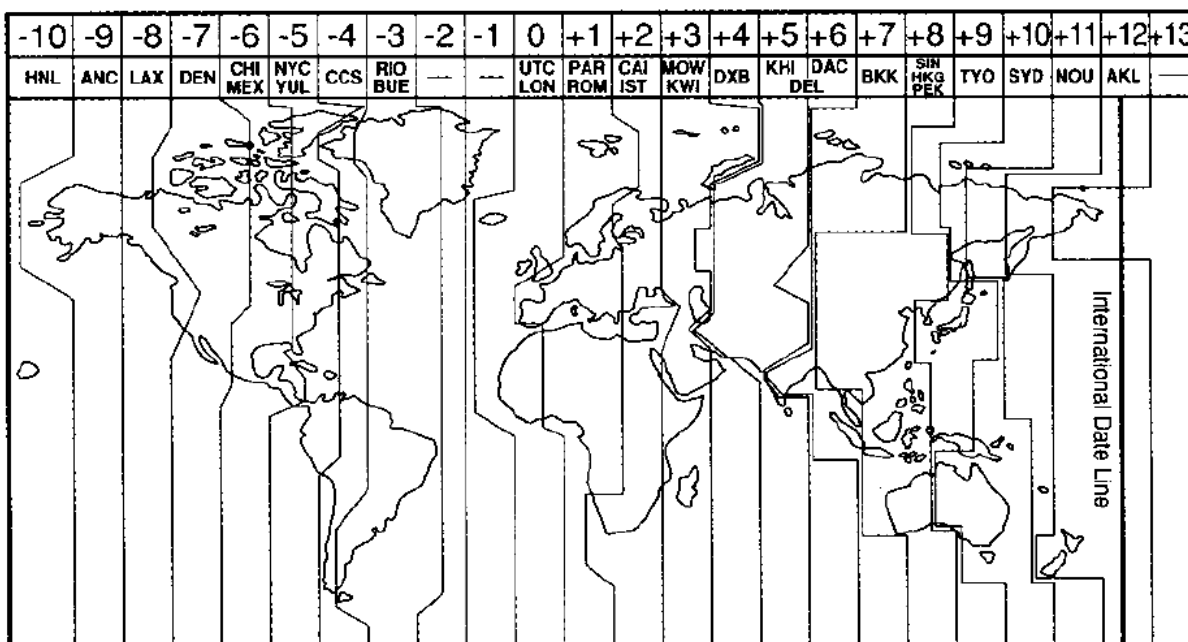 -10 -9 -8 -7 -6 -5 -4 -3 -2 -1 0 +1 +2 +3 +4 +5 +6 +7 +8 +9 +10 +11 +12 +13
HNL ANC LAX DEN CHI MEX NYC YUL CCS RIO BUE — --- UTC LON PAR ROM CAI IST MOW KWI DXB KHI DAC DEL BKK SIN HKG PEK TYO SYD NOU AKL —
International Date Line